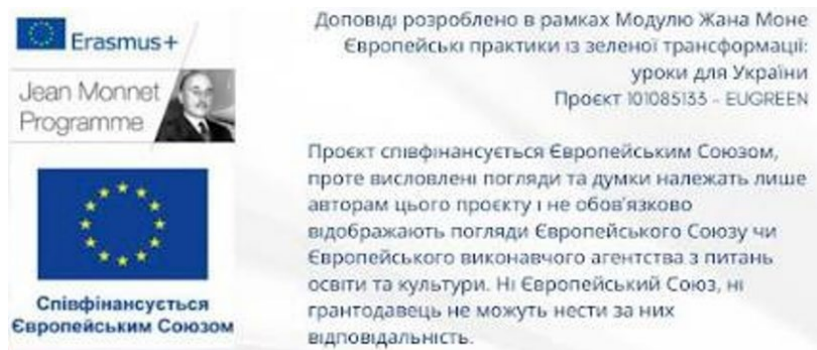 Erasmus+
Jean Monnet
Programme
Співфінансується
Європейським Союзом
Доповіді розроблено в рамках Модулю Жана Моне
Європейські практики із зеленої трансформації:
уроки для України
Проєкт 101085133 – EUGREEN
Проєкт співфінансується Європейським Союзом,
проте висловлені погляди та думки належать лише
авторам цього проєкту і не обов'язково
відображають погляди Європейського Союзу чи
Європейського виконавчого агентства з питань
освіти та культури. Ні Європейський Союз, ні
грантодавець не можуть нести за них
відповідальність.